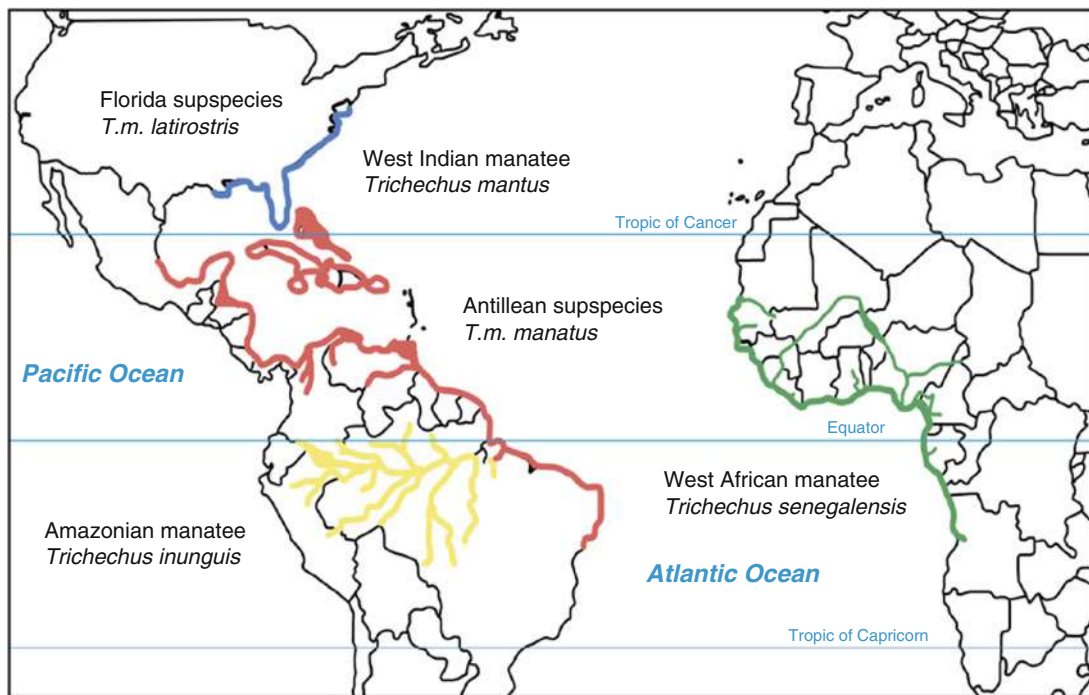 Florida supspecies
T.m. latirostris
West Indian manatee
Trichechus mantus
Tropic of Cancer
Antillean supspecies
T.m. manatus
Pacific Ocean
Equator
West African manatee
Trichechus senegalensis
Amazonian manatee
Trichechus inunguis
Atlantic Ocean
Tropic of Capricorn